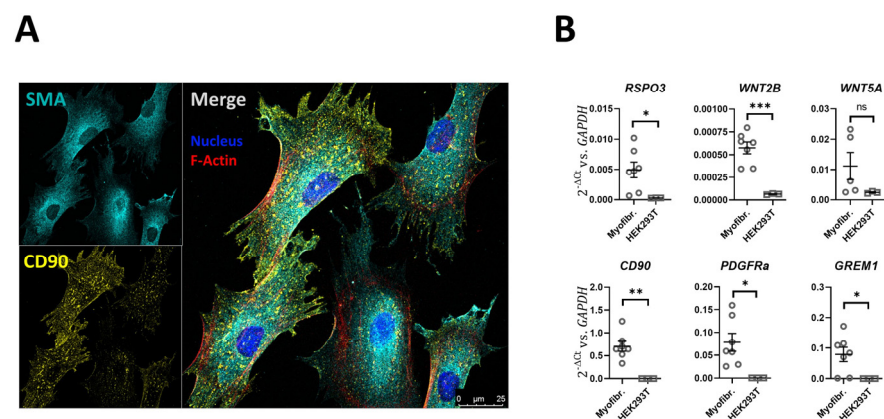 A
B
SMA
Merge
Nucleus
F-Actin
CD90
0 µm 25
RSPO3
2^-ΔCt vs. GAPDH
0.015
0.010
0.005
0.000
*
Myofibr.
HEK293T
WNT2B
0.00100
0.00075
0.00050
0.00025
0.00000
***
Myofibr.
HEK293T
WNT5A
0.03
0.02
0.01
0.00
ns
Myofibr.
HEK293T
CD90
2^-ΔCt vs. GAPDH
2.0
1.5
1.0
0.5
0.0
**
Myofibr.
HEK293T
PDGFRa
0.20
0.15
0.10
0.05
0.00
*
Myofibr.
HEK293T
GREM1
0.3
0.2
0.1
0.0
*
Myofibr.
HEK293T